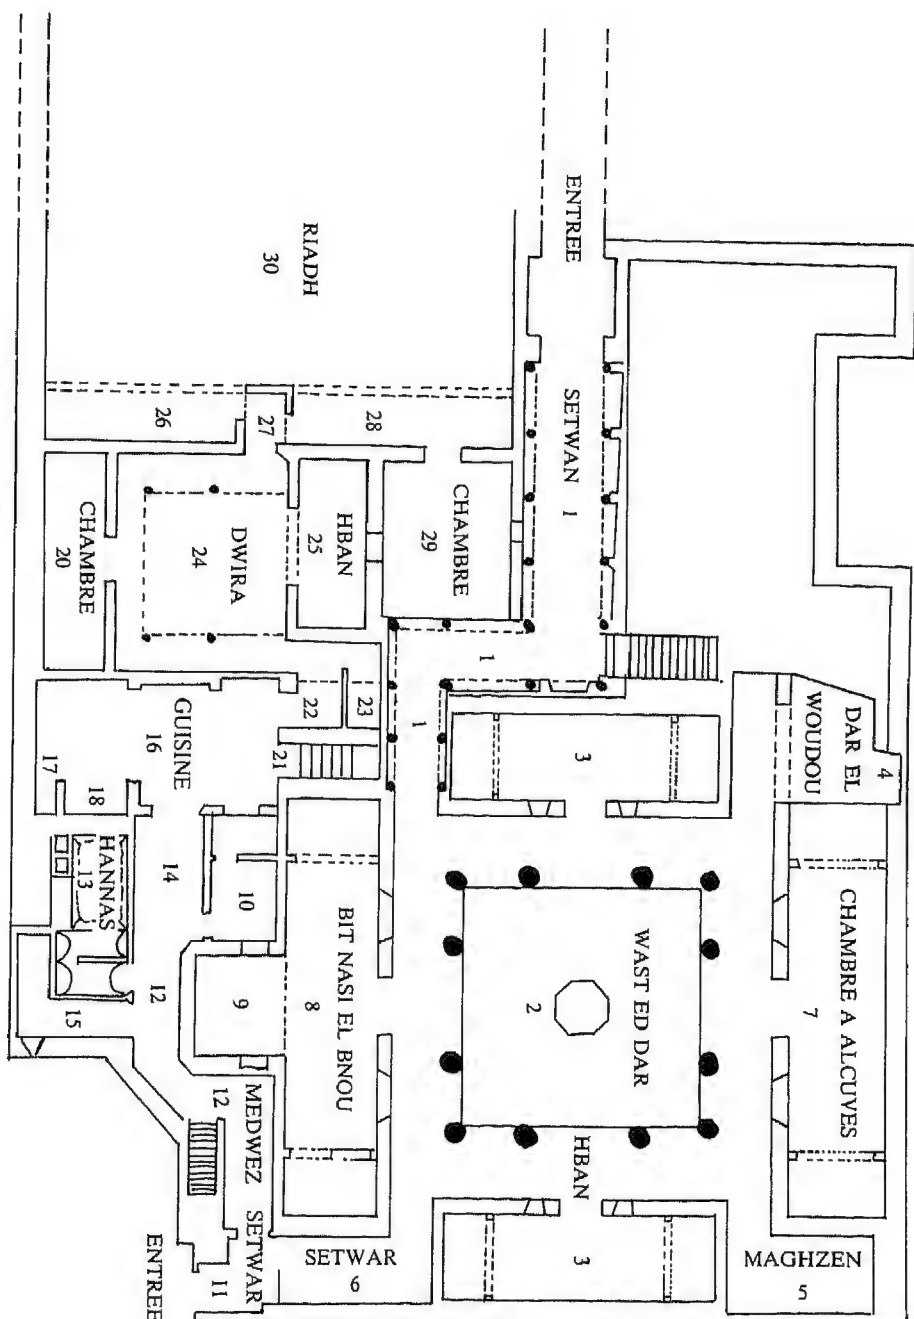 ENTREE
SETWAN 1
1
1
RIADH
30
26
27
28
CHAMBRE
29
HBAN
25
DWIRA
24
CHAMBRE
20
DAR EL
WOUDOU
4
3
CHAMBRE A ALCUVES
7
WAST ED DAR
2
HBAN
3
MAGHZEN
5
SETWAR
6
BIT NASI EL BNOU
8
9
10
22
23
21
GUISINE
16
17
18
14
HANNAS
13
12
15
12
MEDWEZ SETWAR
11
ENTREE